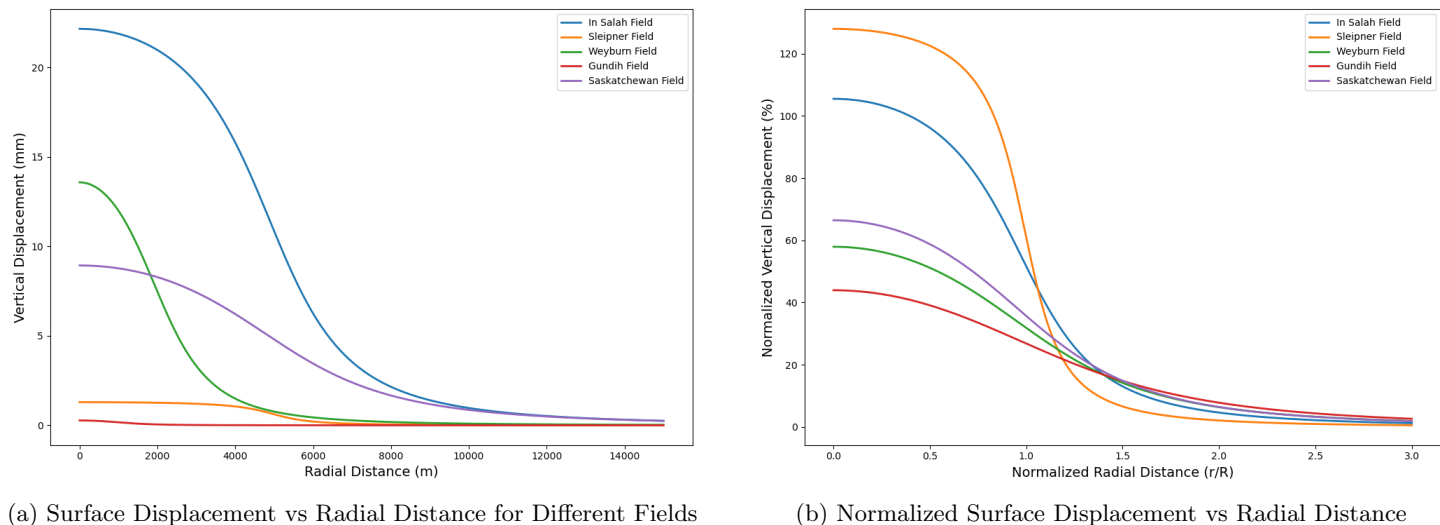 In Salah Field
Sleipner Field
Weyburn Field
Gundih Field
Saskatchewan Field
20
15
10
5
0
Vertical Displacement (mm)
0 2000 4000 6000 8000 10000 12000 14000
Radial Distance (m)
(a) Surface Displacement vs Radial Distance for Different Fields
In Salah Field
Sleipner Field
Weyburn Field
Gundih Field
Saskatchewan Field
120
100
80
60
40
20
0
Normalized Vertical Displacement (%)
0.0 0.5 1.0 1.5 2.0 2.5 3.0
Normalized Radial Distance (r/R)
(b) Normalized Surface Displacement vs Radial Distance